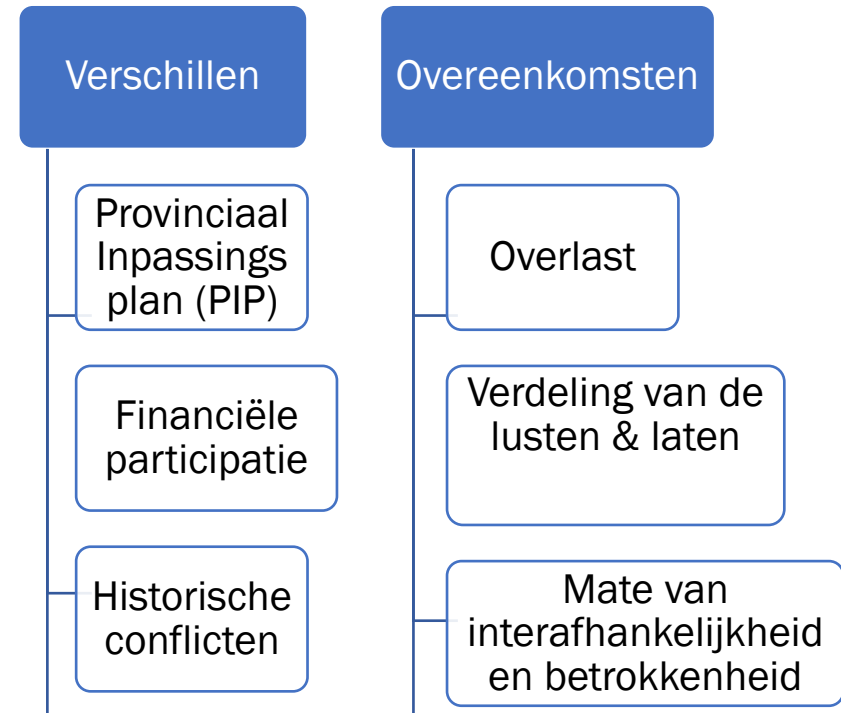 Verschillen
Provinciaal
Inpassings
plan (PIP)
Financiële
participatie
Historische
conflicten
Overeenkomsten
Overlast
Verdeling van de
lusten & laten
Mate van
interafhankelijkheid
en betrokkenheid